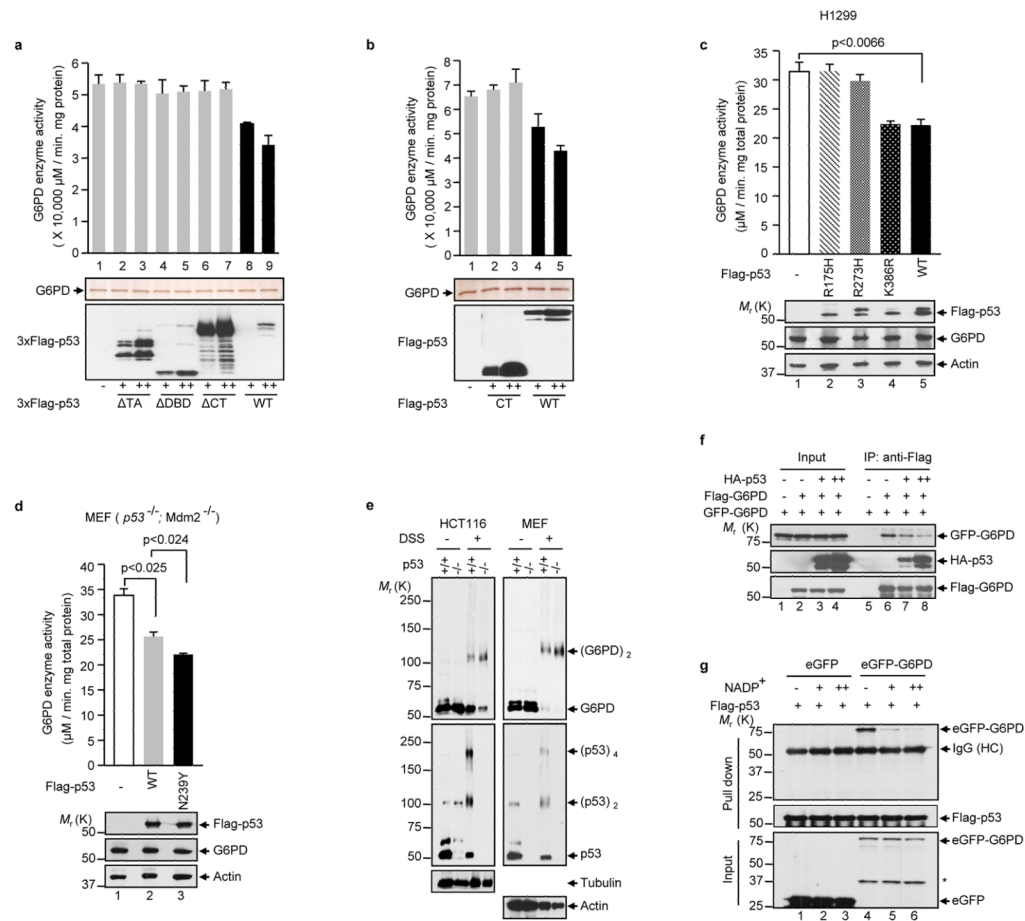 H1299
a
G6PD enzyme activity
( X 10,000 µM / min. mg protein)
7
6
5
4
3
2
1
0
1 2 3 4 5 6 7 8 9
G6PD
3xFlag-p53
- + ++ + ++ + ++ + ++
3xFlag-p53 ΔTA ΔDBD ΔCT WT
b
G6PD enzyme activity
( X 10,000 µM / min. mg protein)
8
7
6
5
4
3
2
1
0
1 2 3 4 5
G6PD
Flag-p53
- + ++ + ++
Flag-p53 CT WT
c
p<0.0066
G6PD enzyme activity
(µM / min. mg total protein)
35
30
25
20
15
10
5
0
Flag-p53 - R175H R273H K386R WT
Mr (K)
50 Flag-p53
50 G6PD
37 Actin
1 2 3 4 5
d
MEF ( p53 -/-; Mdm2 -/-)
p<0.024
p<0.025
G6PD enzyme activity
(µM / min. mg total protein)
40
35
30
25
20
15
10
5
0
Flag-p53 - WT N239Y
Mr (K)
50 Flag-p53
50 G6PD
37 Actin
1 2 3
e
HCT116 MEF
DSS - + - +
p53 +/+ -/- +/+ -/- +/+ -/- +/+ -/-
Mr (K)
250
150
100 (G6PD) 2
75
50 G6PD
250
150 (p53) 4
100 (p53) 2
75
50 p53
Tubulin
Actin
f
Input IP: anti-Flag
HA-p53 - - + ++ - - + ++
Flag-G6PD - + + + - + + +
GFP-G6PD + + + + + + + +
Mr (K)
75 GFP-G6PD
50 HA-p53
50 Flag-G6PD
1 2 3 4 5 6 7 8
g
eGFP eGFP-G6PD
NADP+ - + ++ - + ++
Flag-p53 + + + + + +
Mr (K)
75 eGFP-G6PD
50 IgG (HC)
37
25
Pull down
50 Flag-p53
75 eGFP-G6PD
50
37 *
25 eGFP
Input
1 2 3 4 5 6